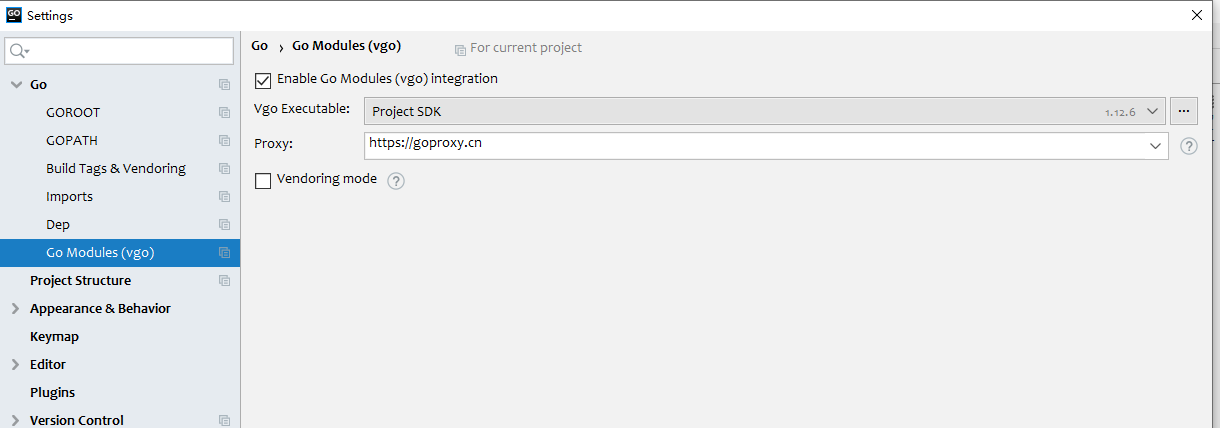 GO Settings
Go › Go Modules (vgo) For current project
Go
GOROOT
GOPATH
Build Tags & Vendoring
Imports
Dep
Go Modules (vgo)
Project Structure
Appearance & Behavior
Keymap
Editor
Plugins
Version Control
Enable Go Modules (vgo) integration
Vgo Executable: Project SDK 1.12.6 ...
Proxy: https://goproxy.cn ?
Vendoring mode ?